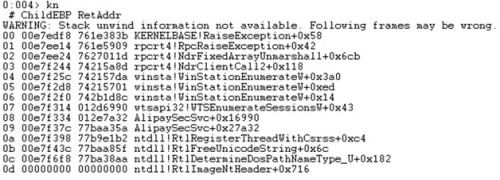 0:004> kn
 # ChildEBP RetAddr
WARNING: Stack unwind information not available. Following frames may be wrong.
00 00e7edf8 761e383b KERNELBASE!RaiseException+0x58
01 00e7ee14 761e5909 rpcrt4!RpcRaiseException+0x42
02 00e7ee24 7627011d rpcrt4!NdrFixedArrayUnmarshall+0x6cb
03 00e7f244 74215a8d rpcrt4!NdrClientCall2+0x118
04 00e7f25c 742157da winsta!WinStationEnumerateW+0x3a0
05 00e7f2d8 74215701 winsta!WinStationEnumerateW+0xed
06 00e7f2f0 742b1d8c winsta!WinStationEnumerateW+0x14
07 00e7f314 012d6990 wtsapi32!WTSEnumerateSessionsW+0x43
08 00e7f334 012e7a32 AlipaySecSvc+0x16990
09 00e7f37c 77baa35a AlipaySecSvc+0x27a32
0a 00e7f398 77b9e1b2 ntdll!RtlRegisterThreadWithCsrss+0xc4
0b 00e7f43c 77baa85f ntdll!RtlFreeUnicodeString+0x6c
0c 00e7f6f8 77ba38aa ntdll!RtlDetermineDosPathNameType_U+0x182
0d 00000000 00000000 ntdll!RtlImageNtHeader+0x716